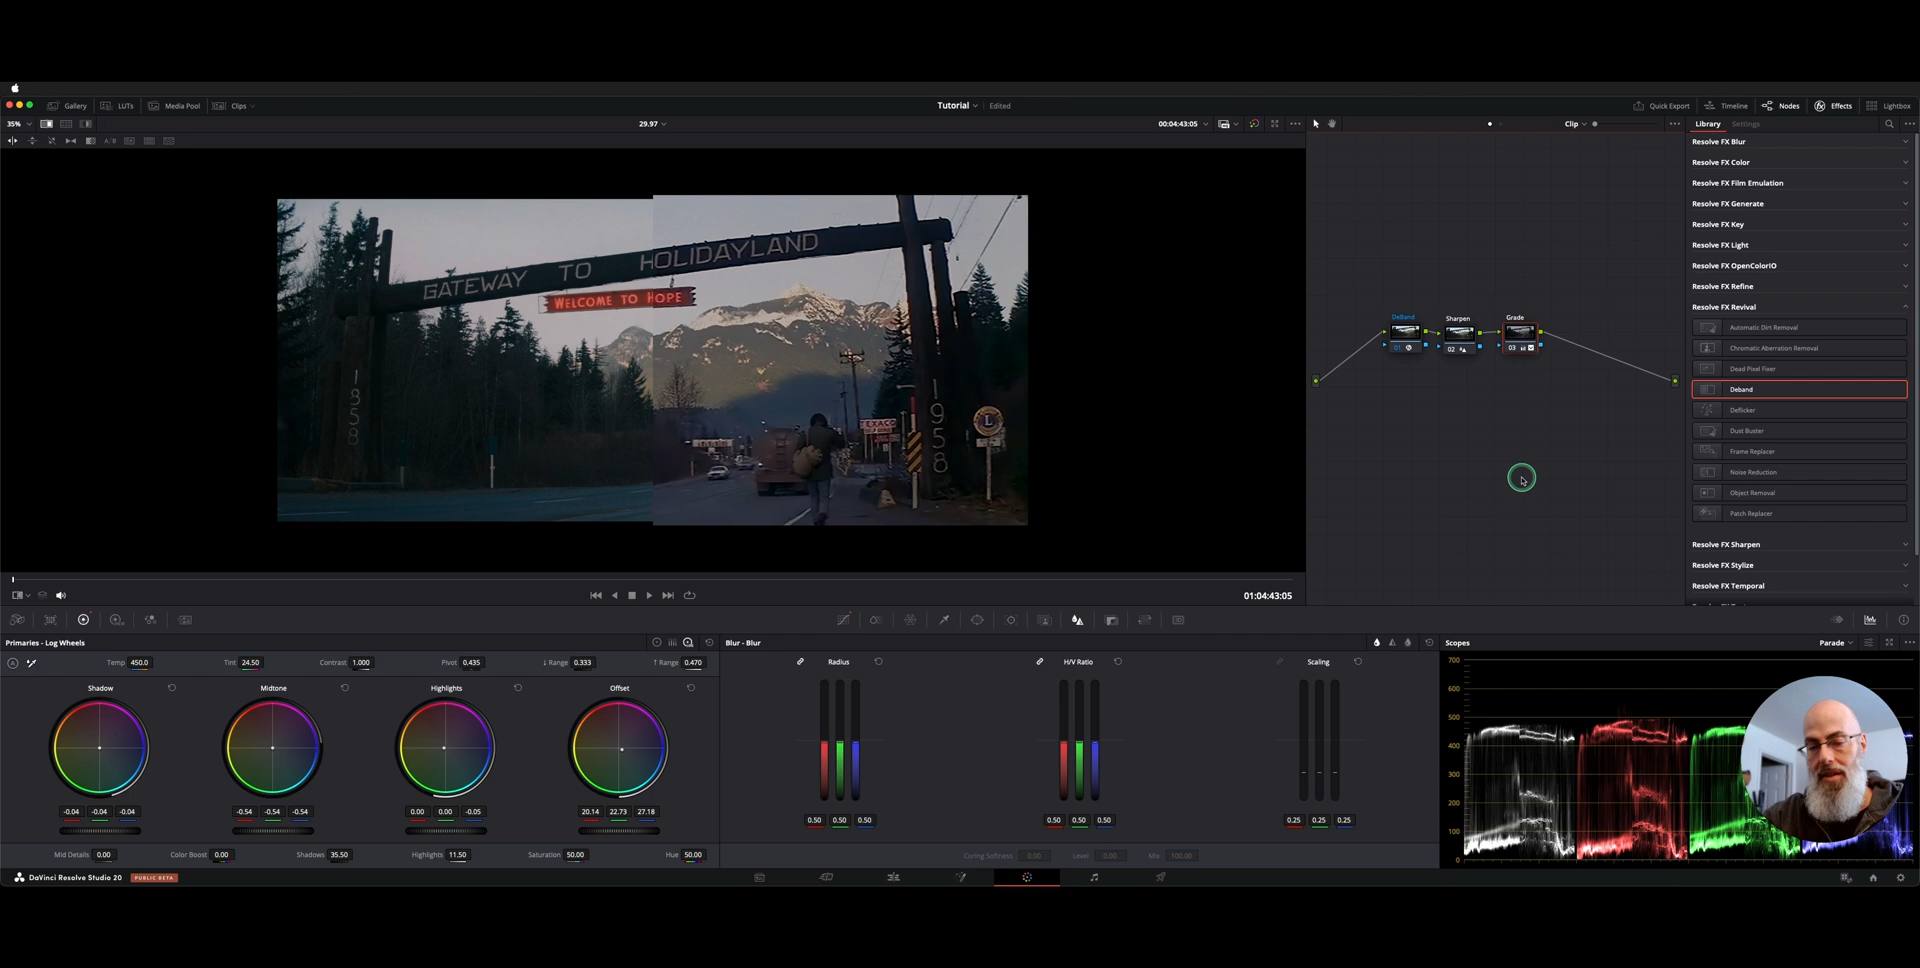 Gallery LUTs Media Pool Clips Tutorial Edited Quick Export Timeline Nodes Effects Lightbox
35% 29.97 00:04:43:05 Clip Library Settings
A/B
Resolve FX Blur
Resolve FX Color
Resolve FX Film Emulation
Resolve FX Generate
Resolve FX Key
Resolve FX Light
Resolve FX OpenColorIO
Resolve FX Refine
Resolve FX Revival
Automatic Dirt Removal
Chromatic Aberration Removal
Dead Pixel Fixer
Deband
Deflicker
Dust Buster
Frame Replacer
Noise Reduction
Object Removal
Patch Replacer
Resolve FX Sharpen
Resolve FX Stylize
Resolve FX Temporal
GATEWAY TO HOLIDAYLAND
WELCOME TO HOPE
1858
1958
TEXACO
L
DeBand Sharpen Grade
01 02 03
01:04:43:05
Primaries - Log Wheels
Temp 450.0 Tint 24.50 Contrast 1.000 Pivot 0.435 ↓ Range 0.333 ↑ Range 0.470
Shadow Midtone Highlights Offset
-0.04 -0.04 -0.04 -0.54 -0.54 -0.54 0.00 0.00 -0.05 20.14 22.73 27.18
Mid Details 0.00 Color Boost 0.00 Shadows 35.50 Highlights 11.50 Saturation 50.00 Hue 50.00
Blur - Blur
Radius H/V Ratio Scaling
0.50 0.50 0.50 0.50 0.50 0.50 0.25 0.25 0.25
Coring Softness 0.00 Level 0.00 Mix 100.00
Scopes Parade
700
600
500
400
300
200
100
0
DaVinci Resolve Studio 20 PUBLIC BETA